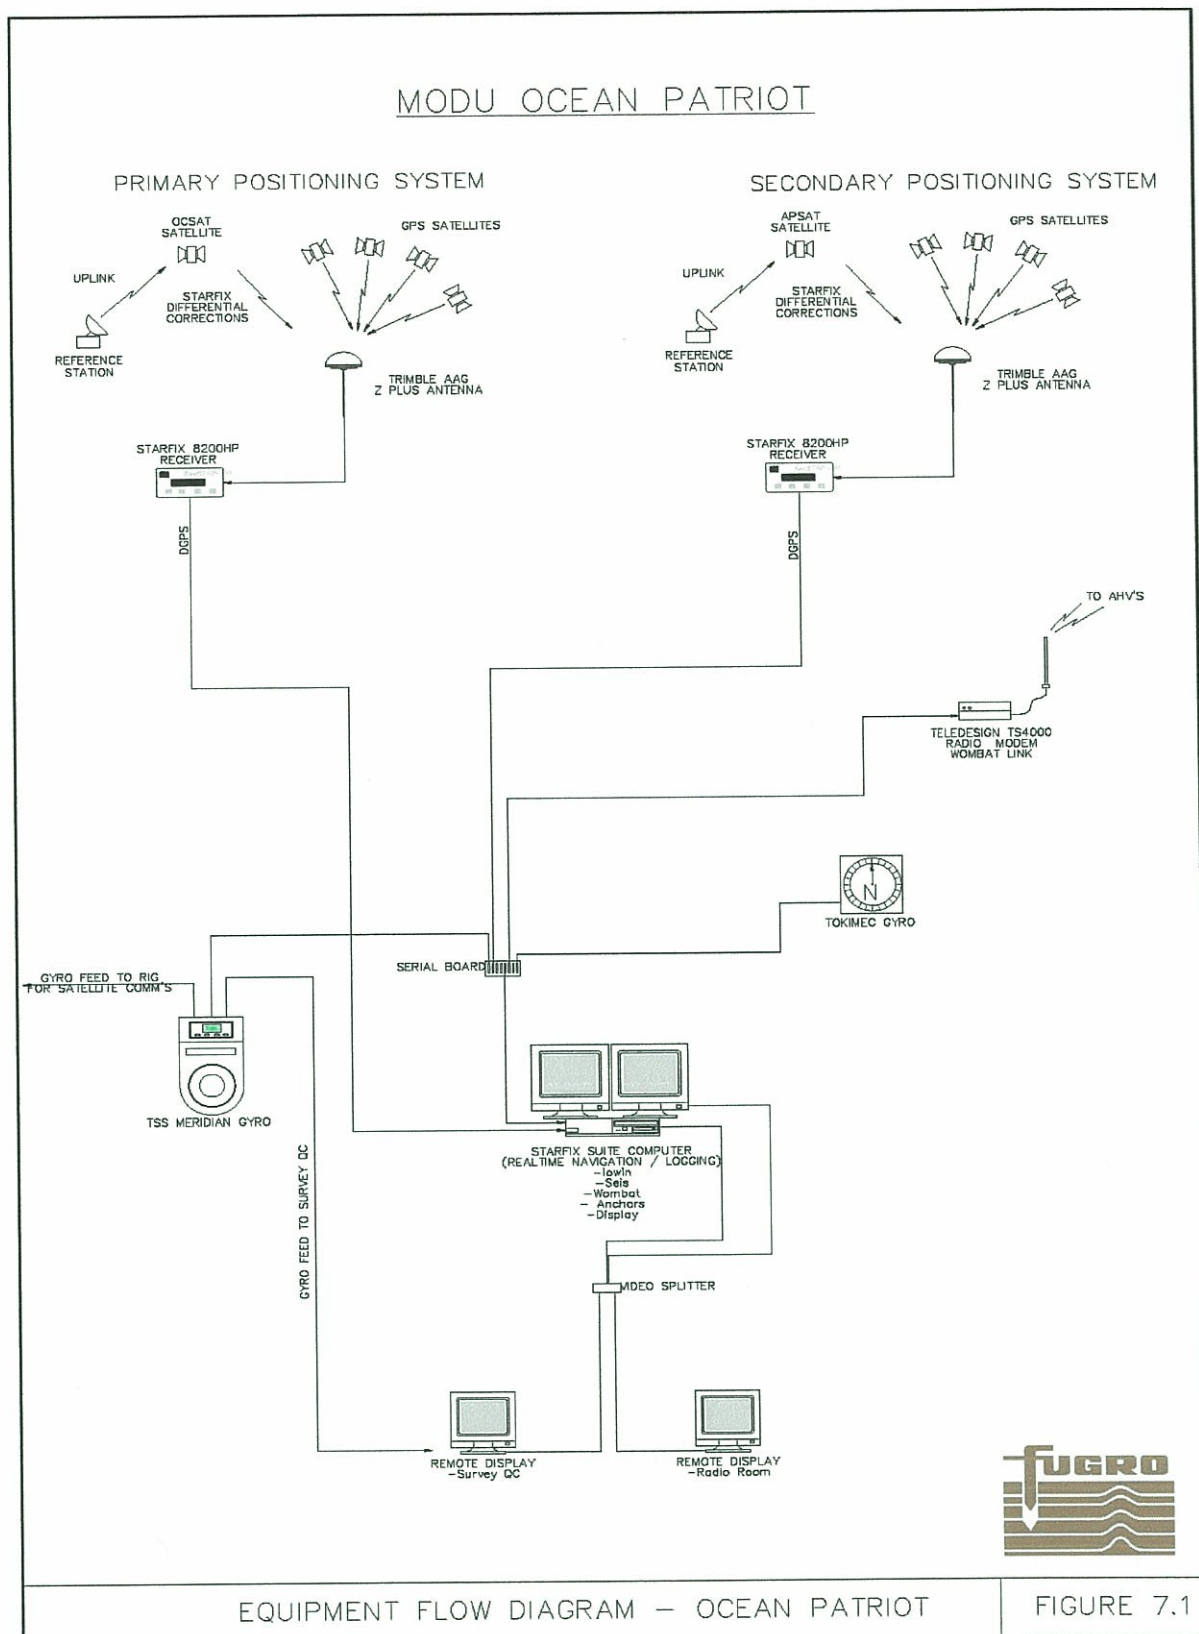 MODU OCEAN PATRIOT
PRIMARY POSITIONING SYSTEM
OCSAT
SATELLITE
GPS SATELLITES
UPLINK
STARFIX
DIFFERENTIAL
CORRECTIONS
REFERENCE
STATION
TRIMBLE AAG
Z PLUS ANTENNA
STARFIX 8200HP
RECEIVER
DGPS
SECONDARY POSITIONING SYSTEM
APSAT
SATELLITE
GPS SATELLITES
UPLINK
STARFIX
DIFFERENTIAL
CORRECTIONS
REFERENCE
STATION
TRIMBLE AAG
Z PLUS ANTENNA
STARFIX 8200HP
RECEIVER
DGPS
TO AHV'S
TELEDESIGN TS4000
RADIO MODEM
WOMBAT LINK
N
TOKIMEC GYRO
SERIAL BOARD
GYRO FEED TO RIG
FOR SATELLITE COMM'S
TSS MERIDIAN GYRO
GYRO FEED TO SURVEY QC
STARFIX SUITE COMPUTER
(REALTIME NAVIGATION / LOGGING)
-Iowin
-Seis
-Wombat
- Anchors
-Display
VIDEO SPLITTER
REMOTE DISPLAY
-Survey QC
REMOTE DISPLAY
-Radio Room
FUGRO
EQUIPMENT FLOW DIAGRAM - OCEAN PATRIOT
FIGURE 7.1